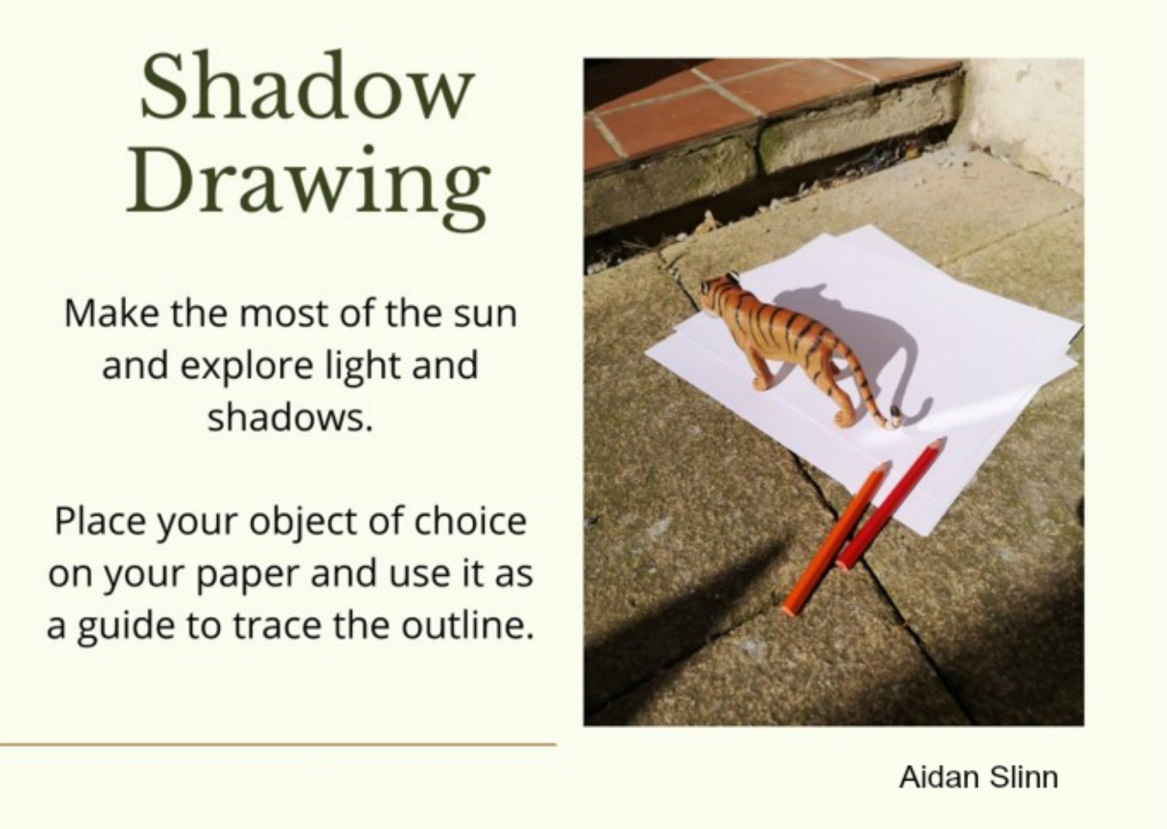 Shadow
Drawing
Make the most of the sun
and explore light and
shadows.
Place your object of choice
on your paper and use it as
a guide to trace the outline.
Aidan Slinn